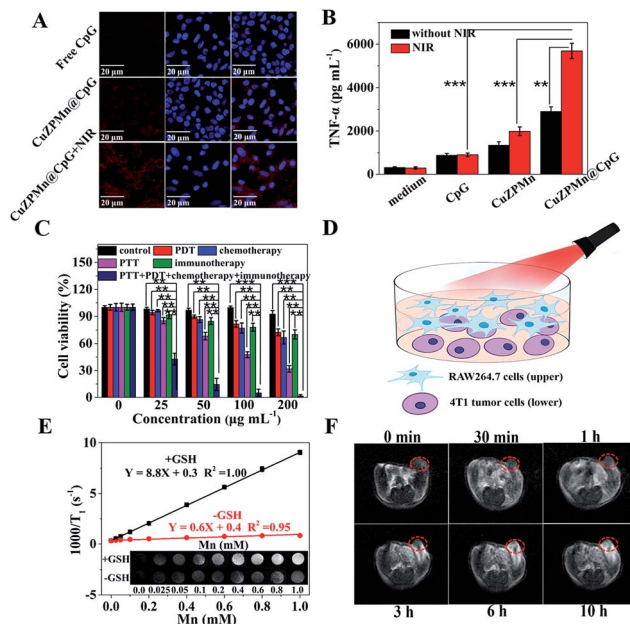 A
Free CpG
CuZPMn@CpG
CuZPMn@CpG+NIR
20 μm
20 μm
20 μm
20 μm
20 μm
20 μm
20 μm
20 μm
20 μm
B
without NIR
NIR
TNF-α (pg mL⁻¹)
6000
4000
2000
0
***
***
**
medium
CpG
CuZPMn
CuZPMn@CpG
C
control PDT chemotherapy
PTT immunotherapy
PTT+PDT+chemotherapy+immunotherapy
Cell viability (%)
150
120
90
60
30
0
0 25 50 100 200
Concentration (μg mL⁻¹)
D
RAW264.7 cells (upper)
4T1 tumor cells (lower)
E
1000/T₁ (s⁻¹)
10
5
0
-5
+GSH
Y = 8.8X + 0.3 R² =1.00
-GSH
Y = 0.6X + 0.4 R² =0.95
Mn (mM)
+GSH
-GSH
0.0 0.025 0.05 0.1 0.2 0.4 0.6 0.8 1.0
0.0 0.2 0.4 0.6 0.8 1.0
Mn (mM)
F
0 min 30 min 1 h
3 h 6 h 10 h